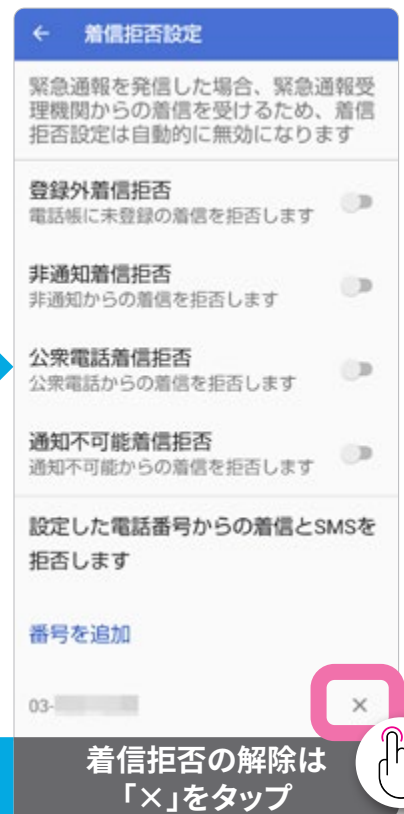 ← 着信拒否設定
緊急通報を発信した場合、緊急通報受
理機関からの着信を受けるため、着信
拒否設定は自動的に無効になります
登録外着信拒否
電話帳に未登録の着信を拒否します
非通知着信拒否
非通知からの着信を拒否します
公衆電話着信拒否
公衆電話からの着信を拒否します
通知不可能着信拒否
通知不可能からの着信を拒否します
設定した電話番号からの着信とSMSを
拒否します
番号を追加
03- ×
着信拒否の解除は
「×」をタップ